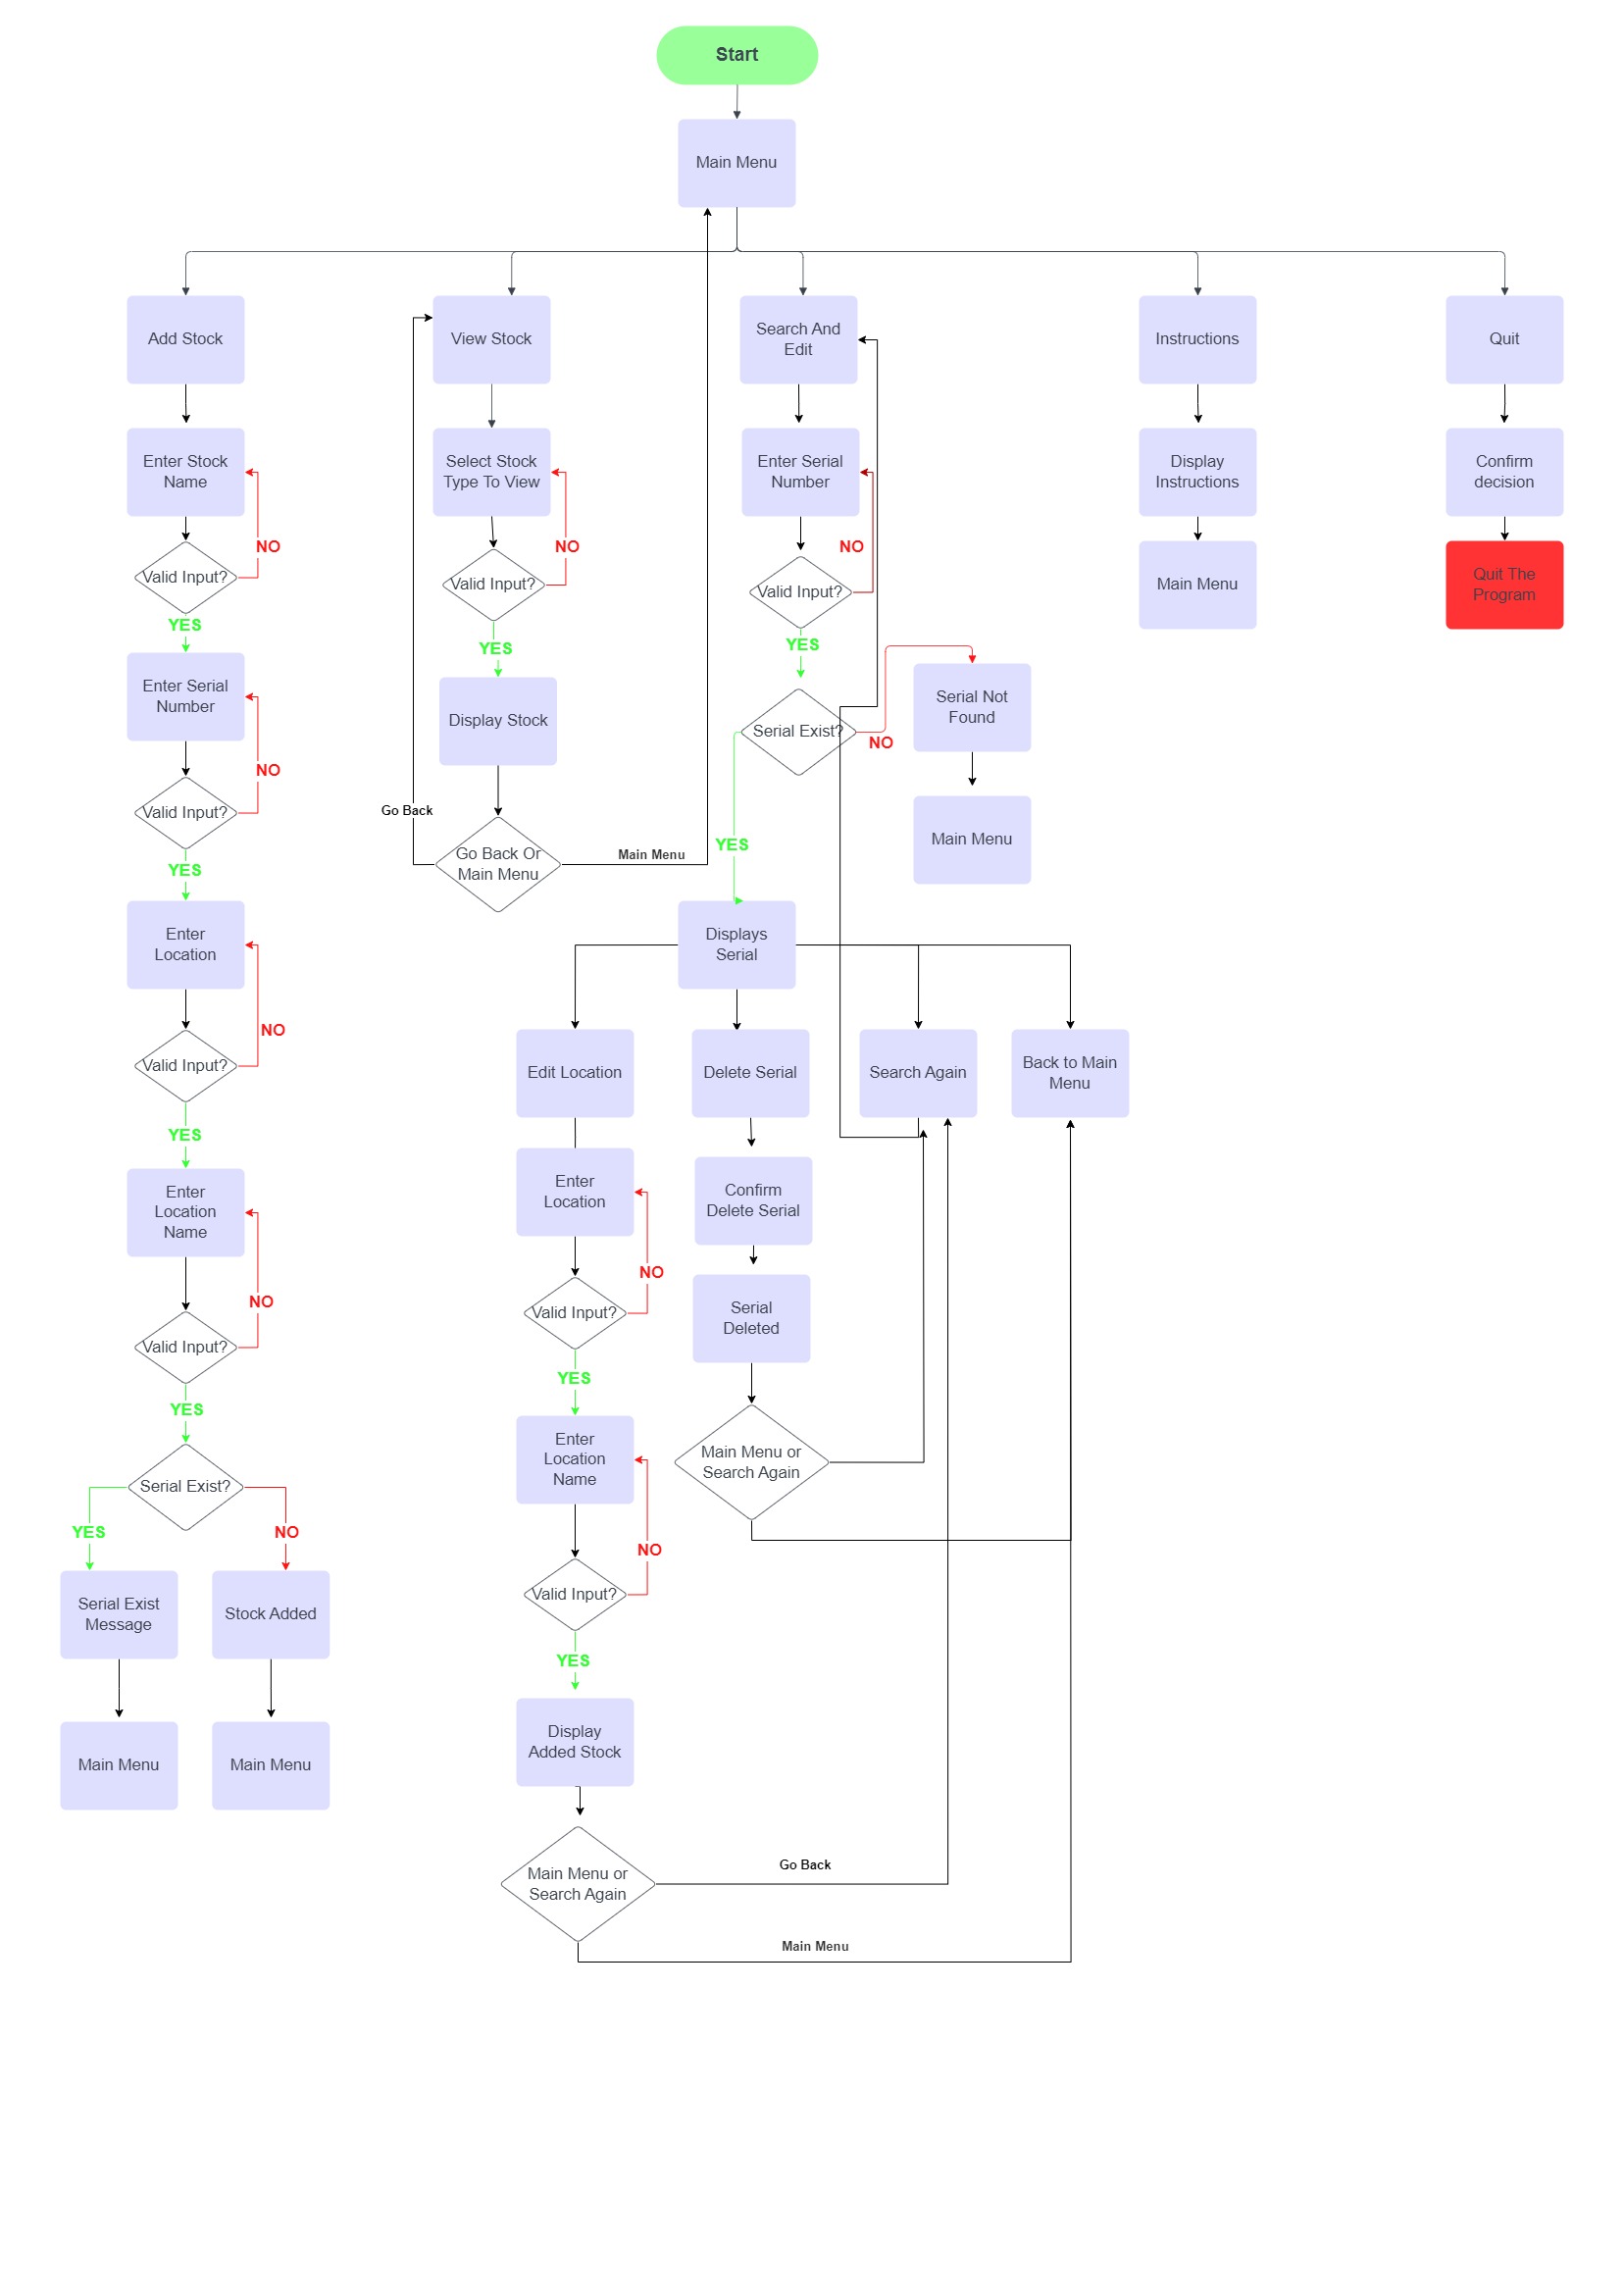 Start
Main Menu
Add Stock
View Stock
Search And
Edit
Instructions
Quit
Enter Stock
Name
Select Stock
Type To View
Enter Serial
Number
Display
Instructions
Confirm
decision
NO
NO
NO
Valid Input?
Valid Input?
Valid Input?
Main Menu
Quit The
Program
YES
YES
YES
Enter Serial
Number
Display Stock
Serial Exist?
NO
Serial Not
Found
NO
Valid Input?
Go Back
Go Back Or
Main Menu
Main Menu
YES
Main Menu
YES
Enter
Location
Displays
Serial
NO
Valid Input?
Edit Location
Delete Serial
Search Again
Back to Main
Menu
YES
Enter
Location
Name
Enter
Location
Confirm
Delete Serial
NO
NO
Valid Input?
Valid Input?
Serial
Deleted
YES
YES
Serial Exist?
Enter
Location
Name
Main Menu or
Search Again
YES
NO
NO
Serial Exist
Message
Stock Added
Valid Input?
YES
Main Menu
Main Menu
Display
Added Stock
Main Menu or
Search Again
Go Back
Main Menu